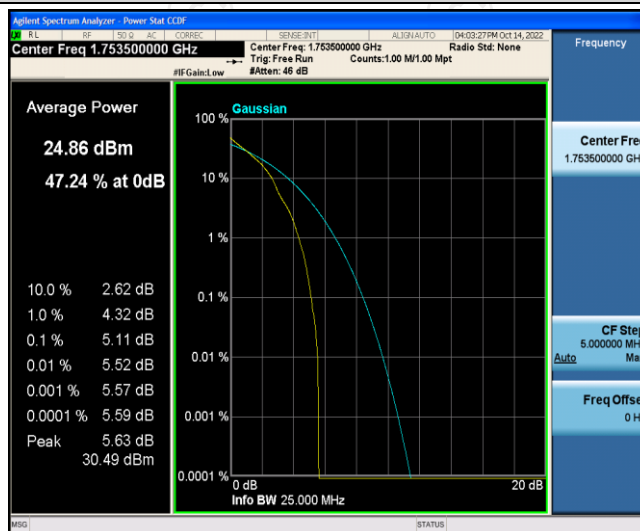 Agilent Spectrum Analyzer - Power Stat CCDF
RL RF 50 Ω AC CORREC SENSE:INT ALIGNAUTO 04:03:27PM Oct 14, 2022
Center Freq 1.753500000 GHz
Center Freq: 1.753500000 GHz Radio Std: None
Trig: Free Run Counts:1.00 M/1.00 Mpt
#IFGain:Low #Atten: 46 dB
Frequency
Average Power
24.86 dBm
47.24 % at 0dB
10.0 % 2.62 dB
1.0 % 4.32 dB
0.1 % 5.11 dB
0.01 % 5.52 dB
0.001 % 5.57 dB
0.0001 % 5.59 dB
Peak 5.63 dB
30.49 dBm
Gaussian
100 %
10 %
1 %
0.1 %
0.01 %
0.001 %
0.0001 %
0 dB 20 dB
Info BW 25.000 MHz
Center Fre
1.753500000 GH
CF Step
5.000000 MH
Auto Ma
Freq Offse
0 H
MSG STATUS